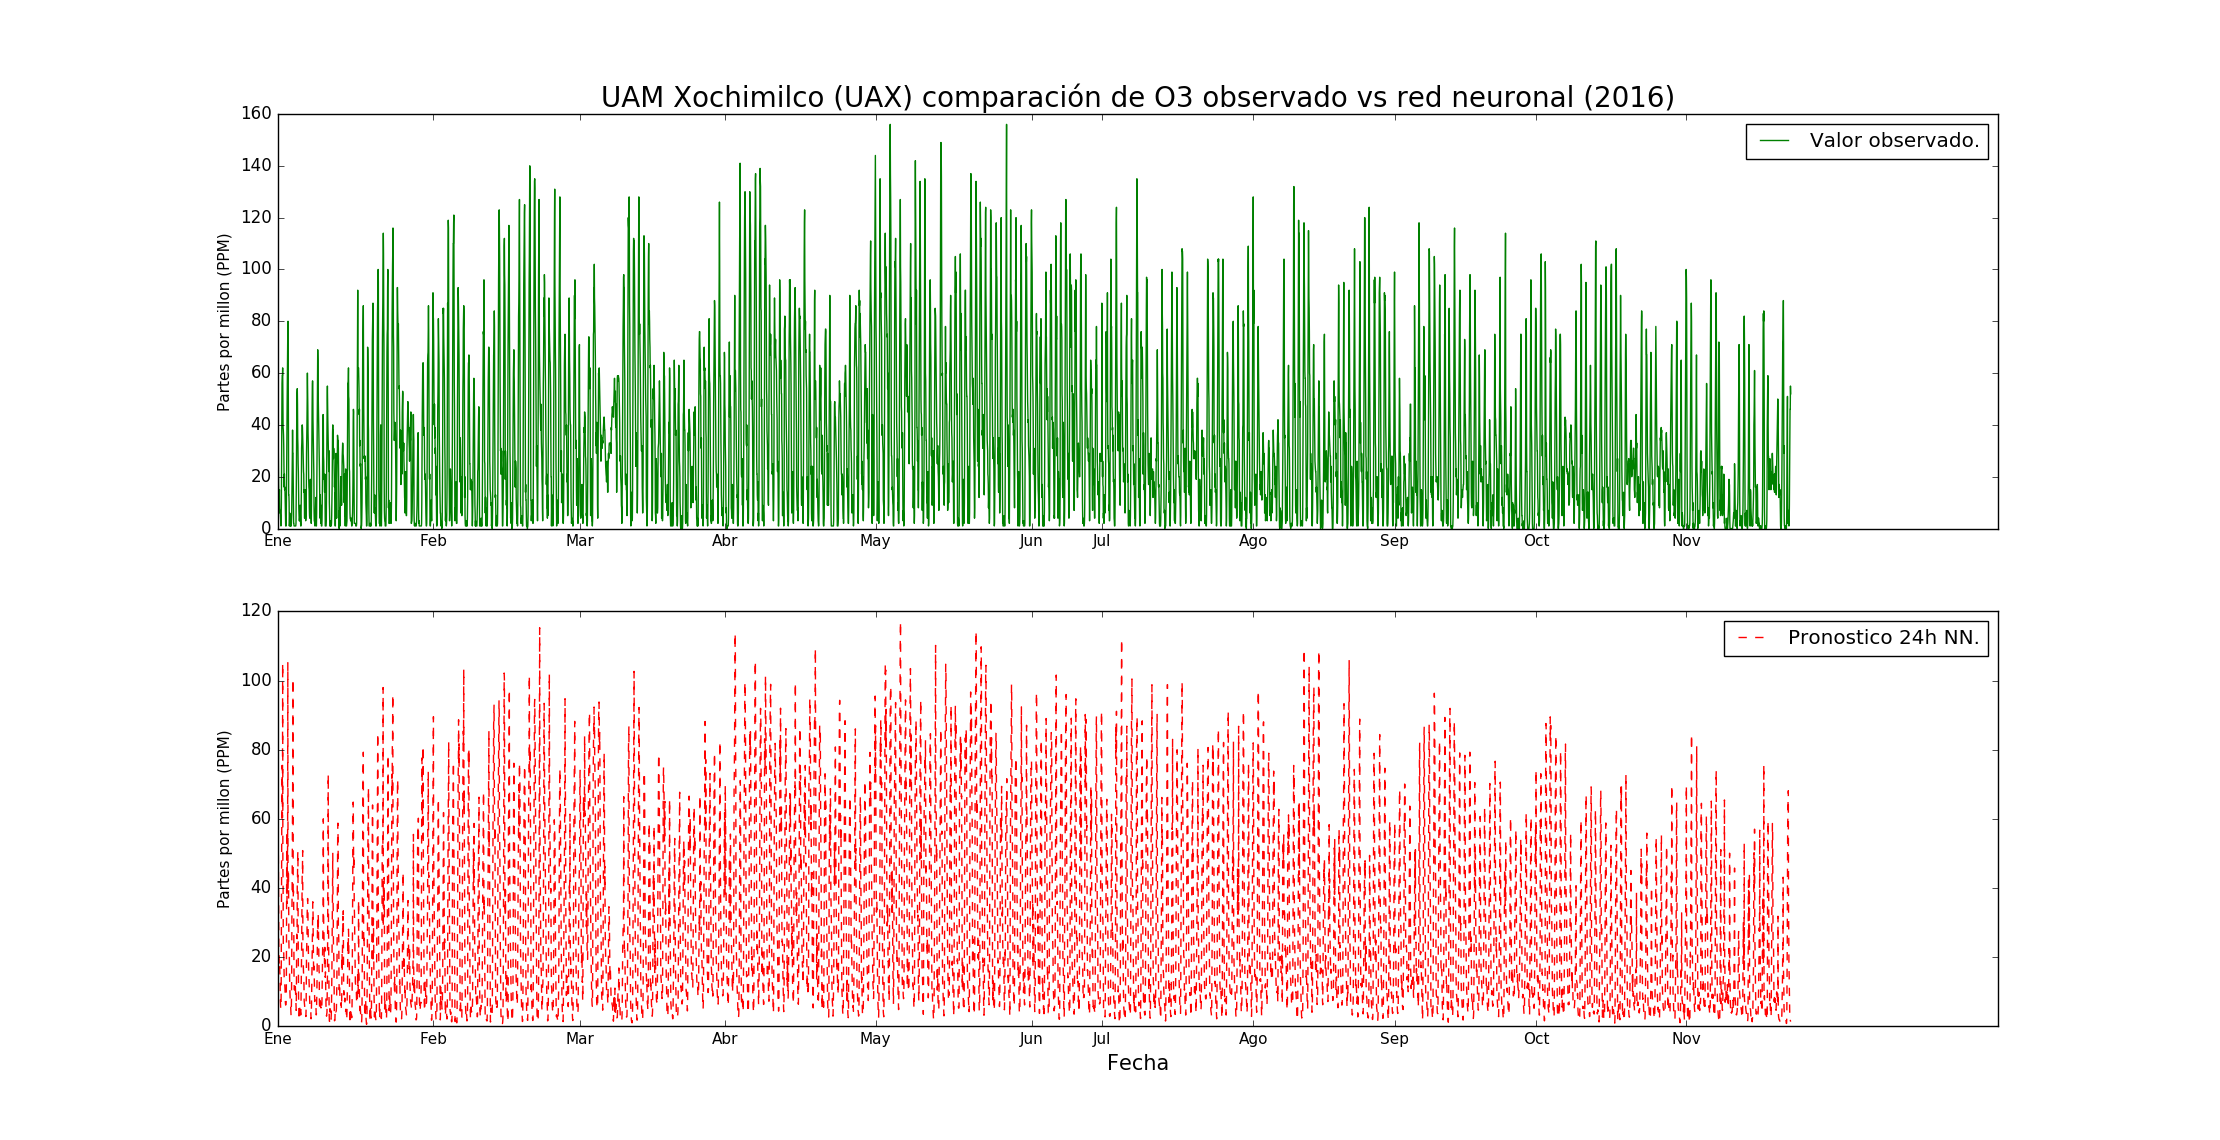 UAM Xochimilco (UAX) comparación de O3 observado vs red neuronal (2016)
160
140
120
100
80
60
40
20
0
Partes por millon (PPM)
Valor observado.
Ene Feb Mar Abr May Jun Jul Ago Sep Oct Nov
120
100
80
60
40
20
0
Partes por millon (PPM)
Pronostico 24h NN.
Ene Feb Mar Abr May Jun Jul Ago Sep Oct Nov
Fecha